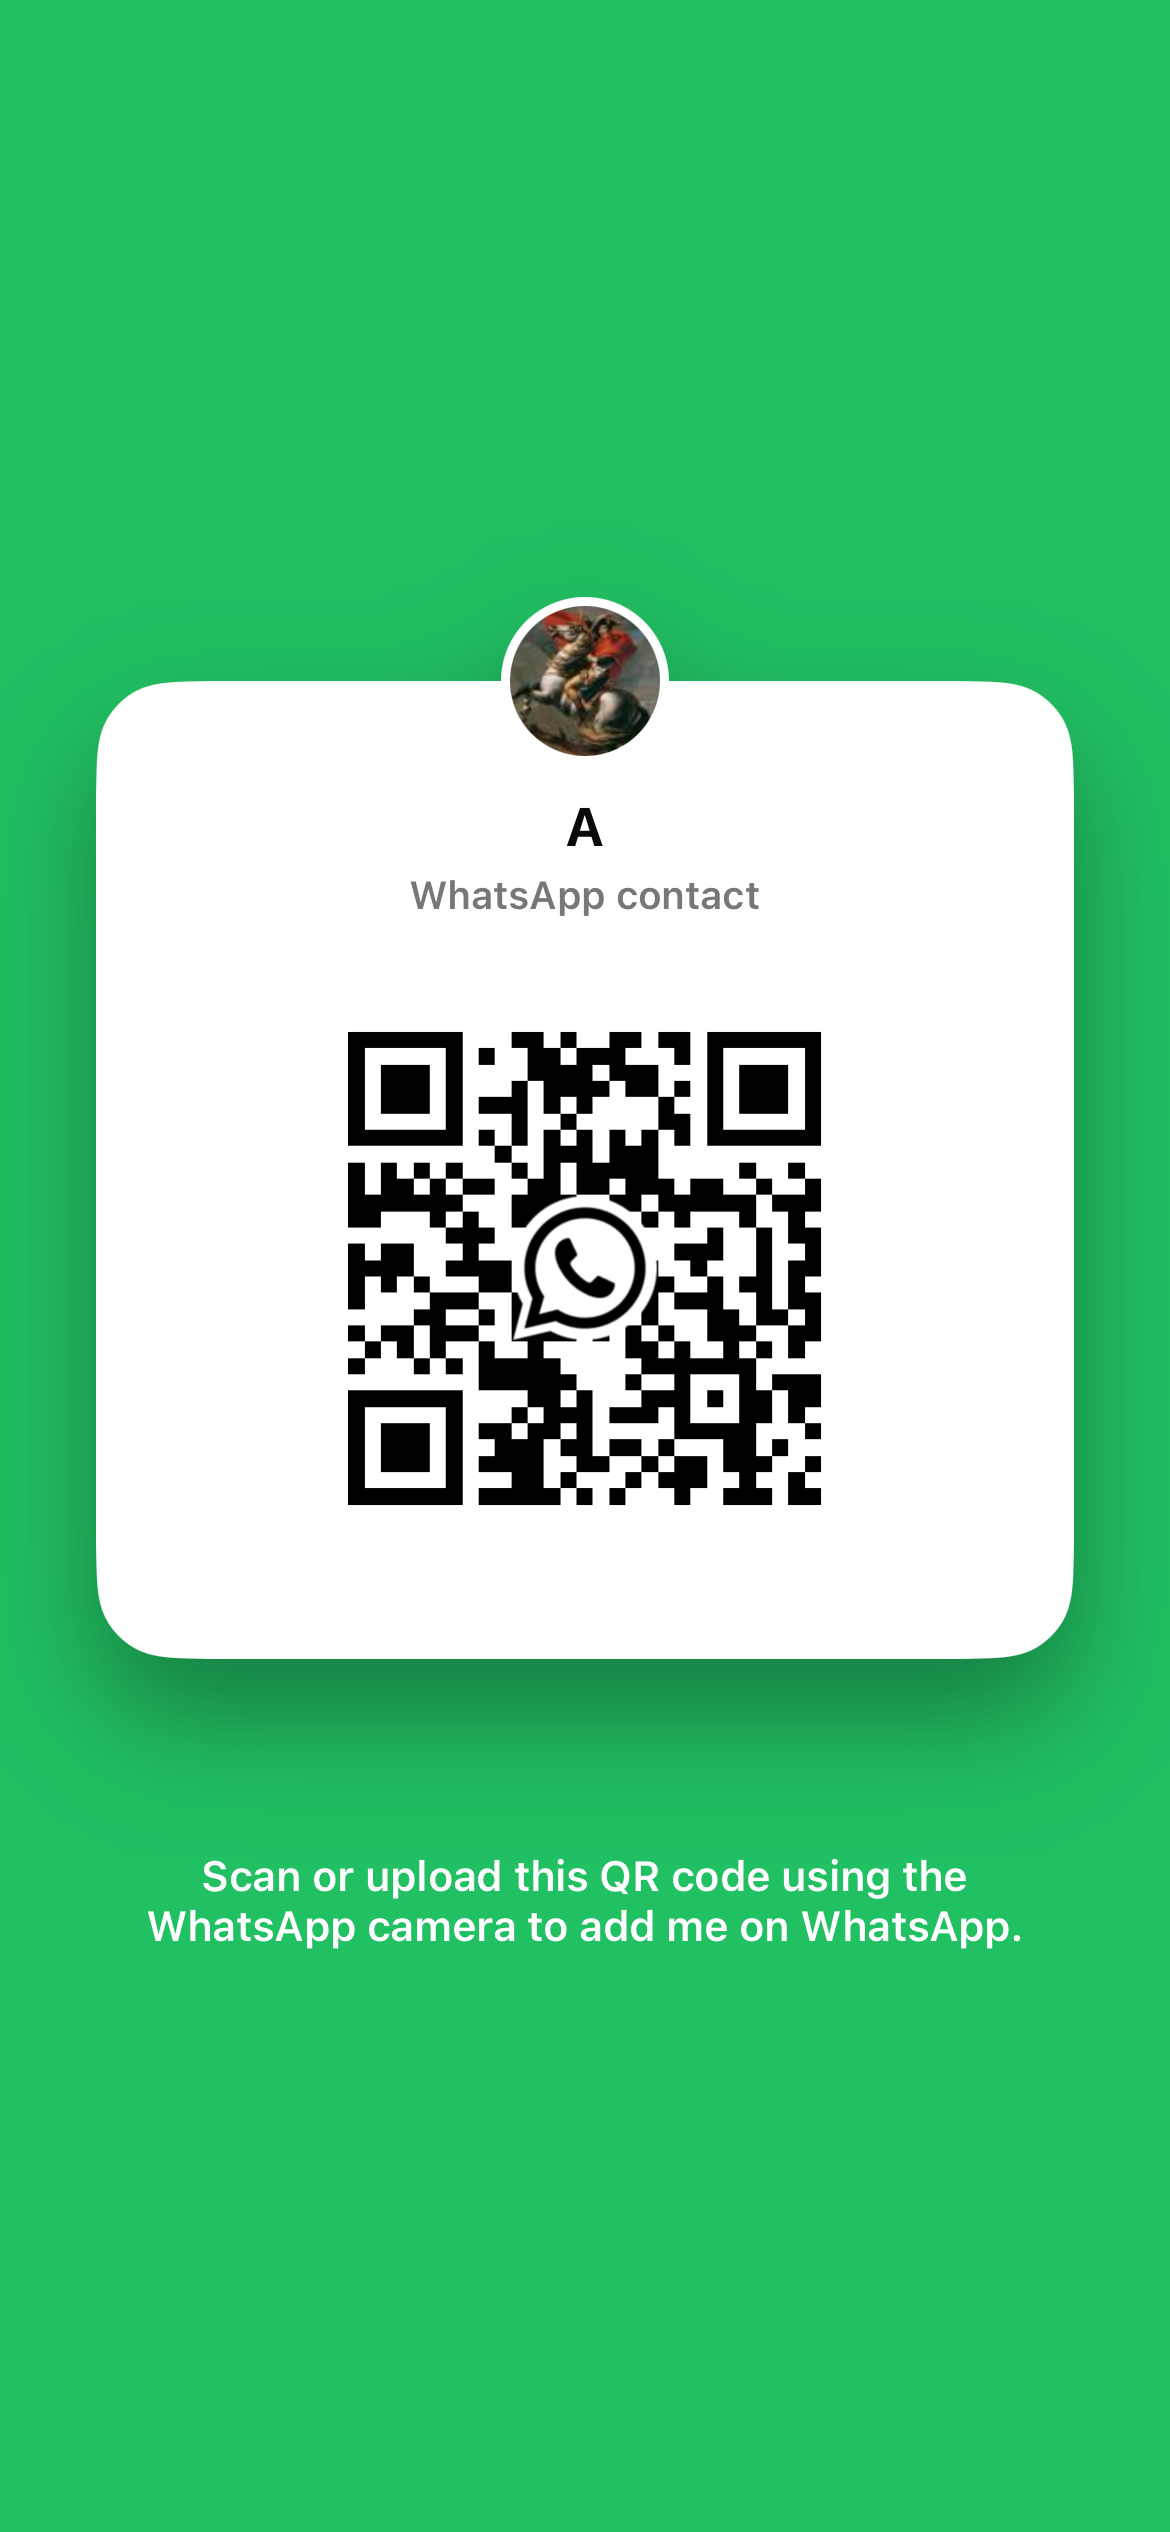 A
WhatsApp contact
Scan or upload this QR code using the
WhatsApp camera to add me on WhatsApp.